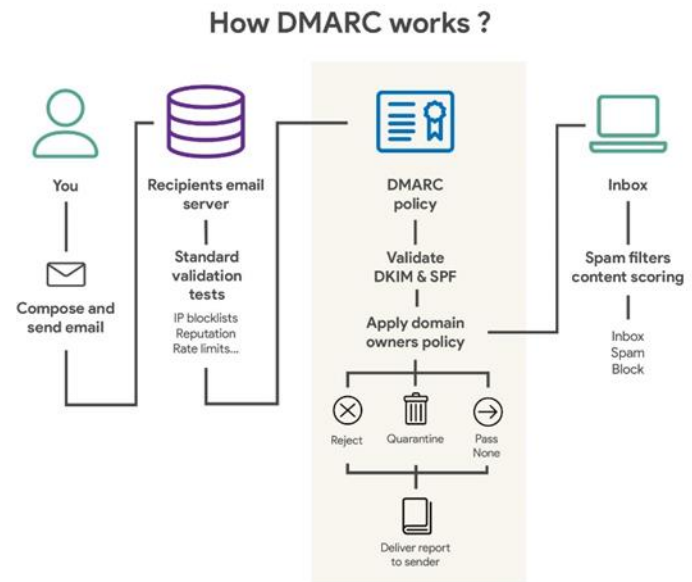 How DMARC works ?
You
Compose and
send email
Recipients email
server
Standard
validation
tests
IP blocklists
Reputation
Rate limits...
DMARC
policy
Validate
DKIM & SPF
Apply domain
owners policy
Reject
Quarantine
Pass
None
Deliver report
to sender
Inbox
Spam filters
content scoring
Inbox
Spam
Block